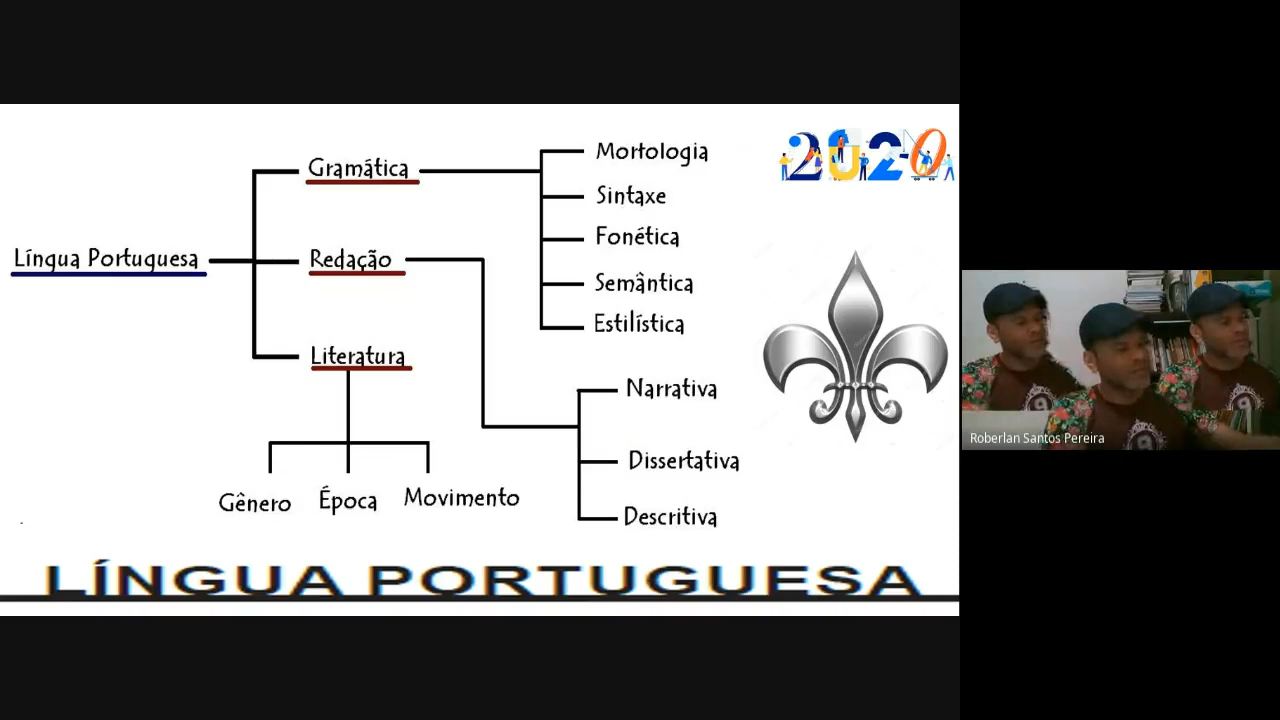 Língua Portuguesa
Gramática
Morfologia
Sintaxe
Fonética
Semântica
Estilística
Redação
Narrativa
Dissertativa
Descritiva
Literatura
Gênero
Época
Movimento
2020
LÍNGUA PORTUGUESA
Roberlan Santos Pereira